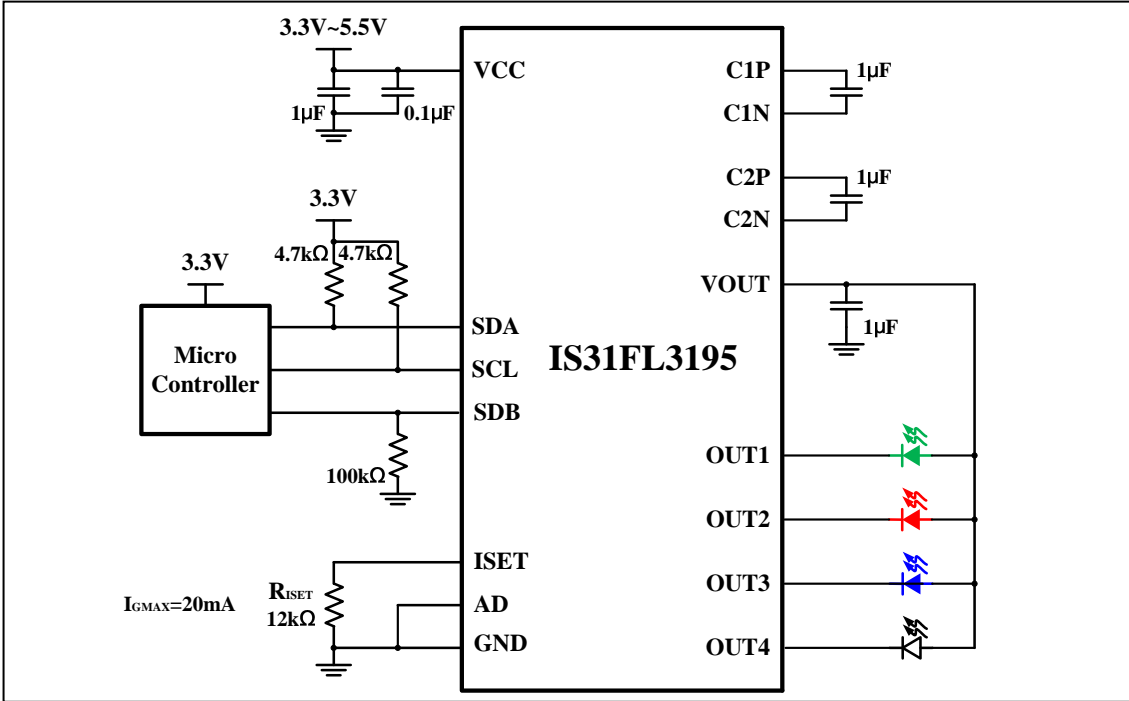 3.3V~5.5V
VCC
1μF
0.1μF
3.3V
4.7kΩ
4.7kΩ
3.3V
Micro
Controller
SDA
SCL
SDB
100kΩ
ISET
RISET
12kΩ
IGMAX=20mA
AD
GND
IS31FL3195
C1P
1μF
C1N
C2P
1μF
C2N
VOUT
1μF
OUT1
OUT2
OUT3
OUT4